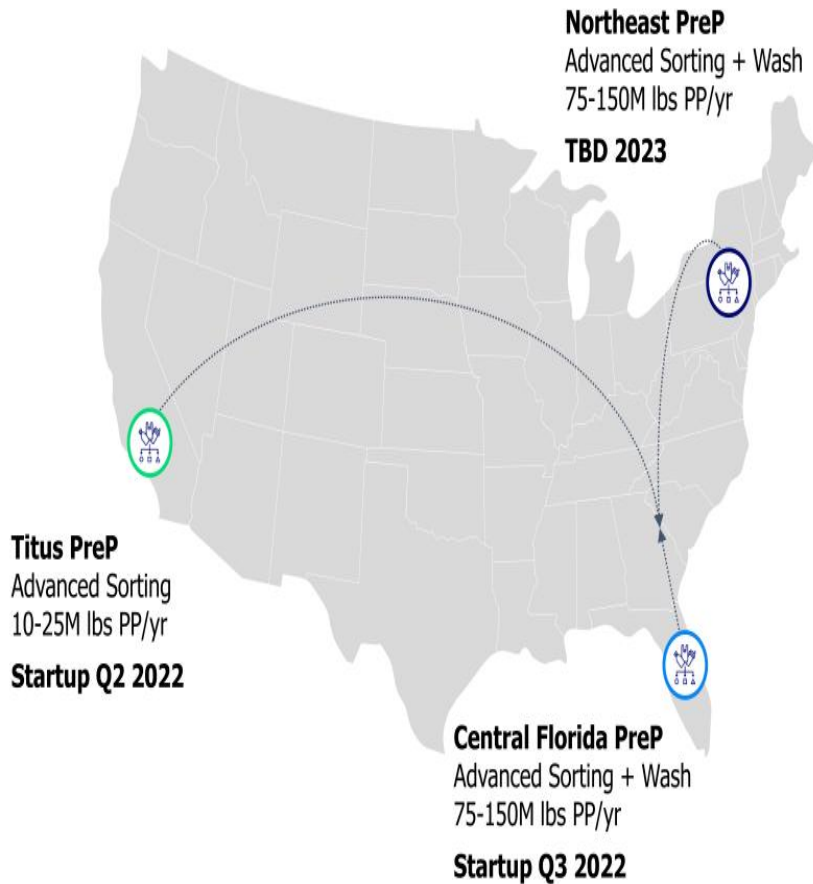 Northeast PreP
Advanced Sorting + Wash
75-150M lbs PP/yr
TBD 2023
Titus PreP
Advanced Sorting
10-25M lbs PP/yr
Startup Q2 2022
Central Florida PreP
Advanced Sorting + Wash
75-150M lbs PP/yr
Startup Q3 2022